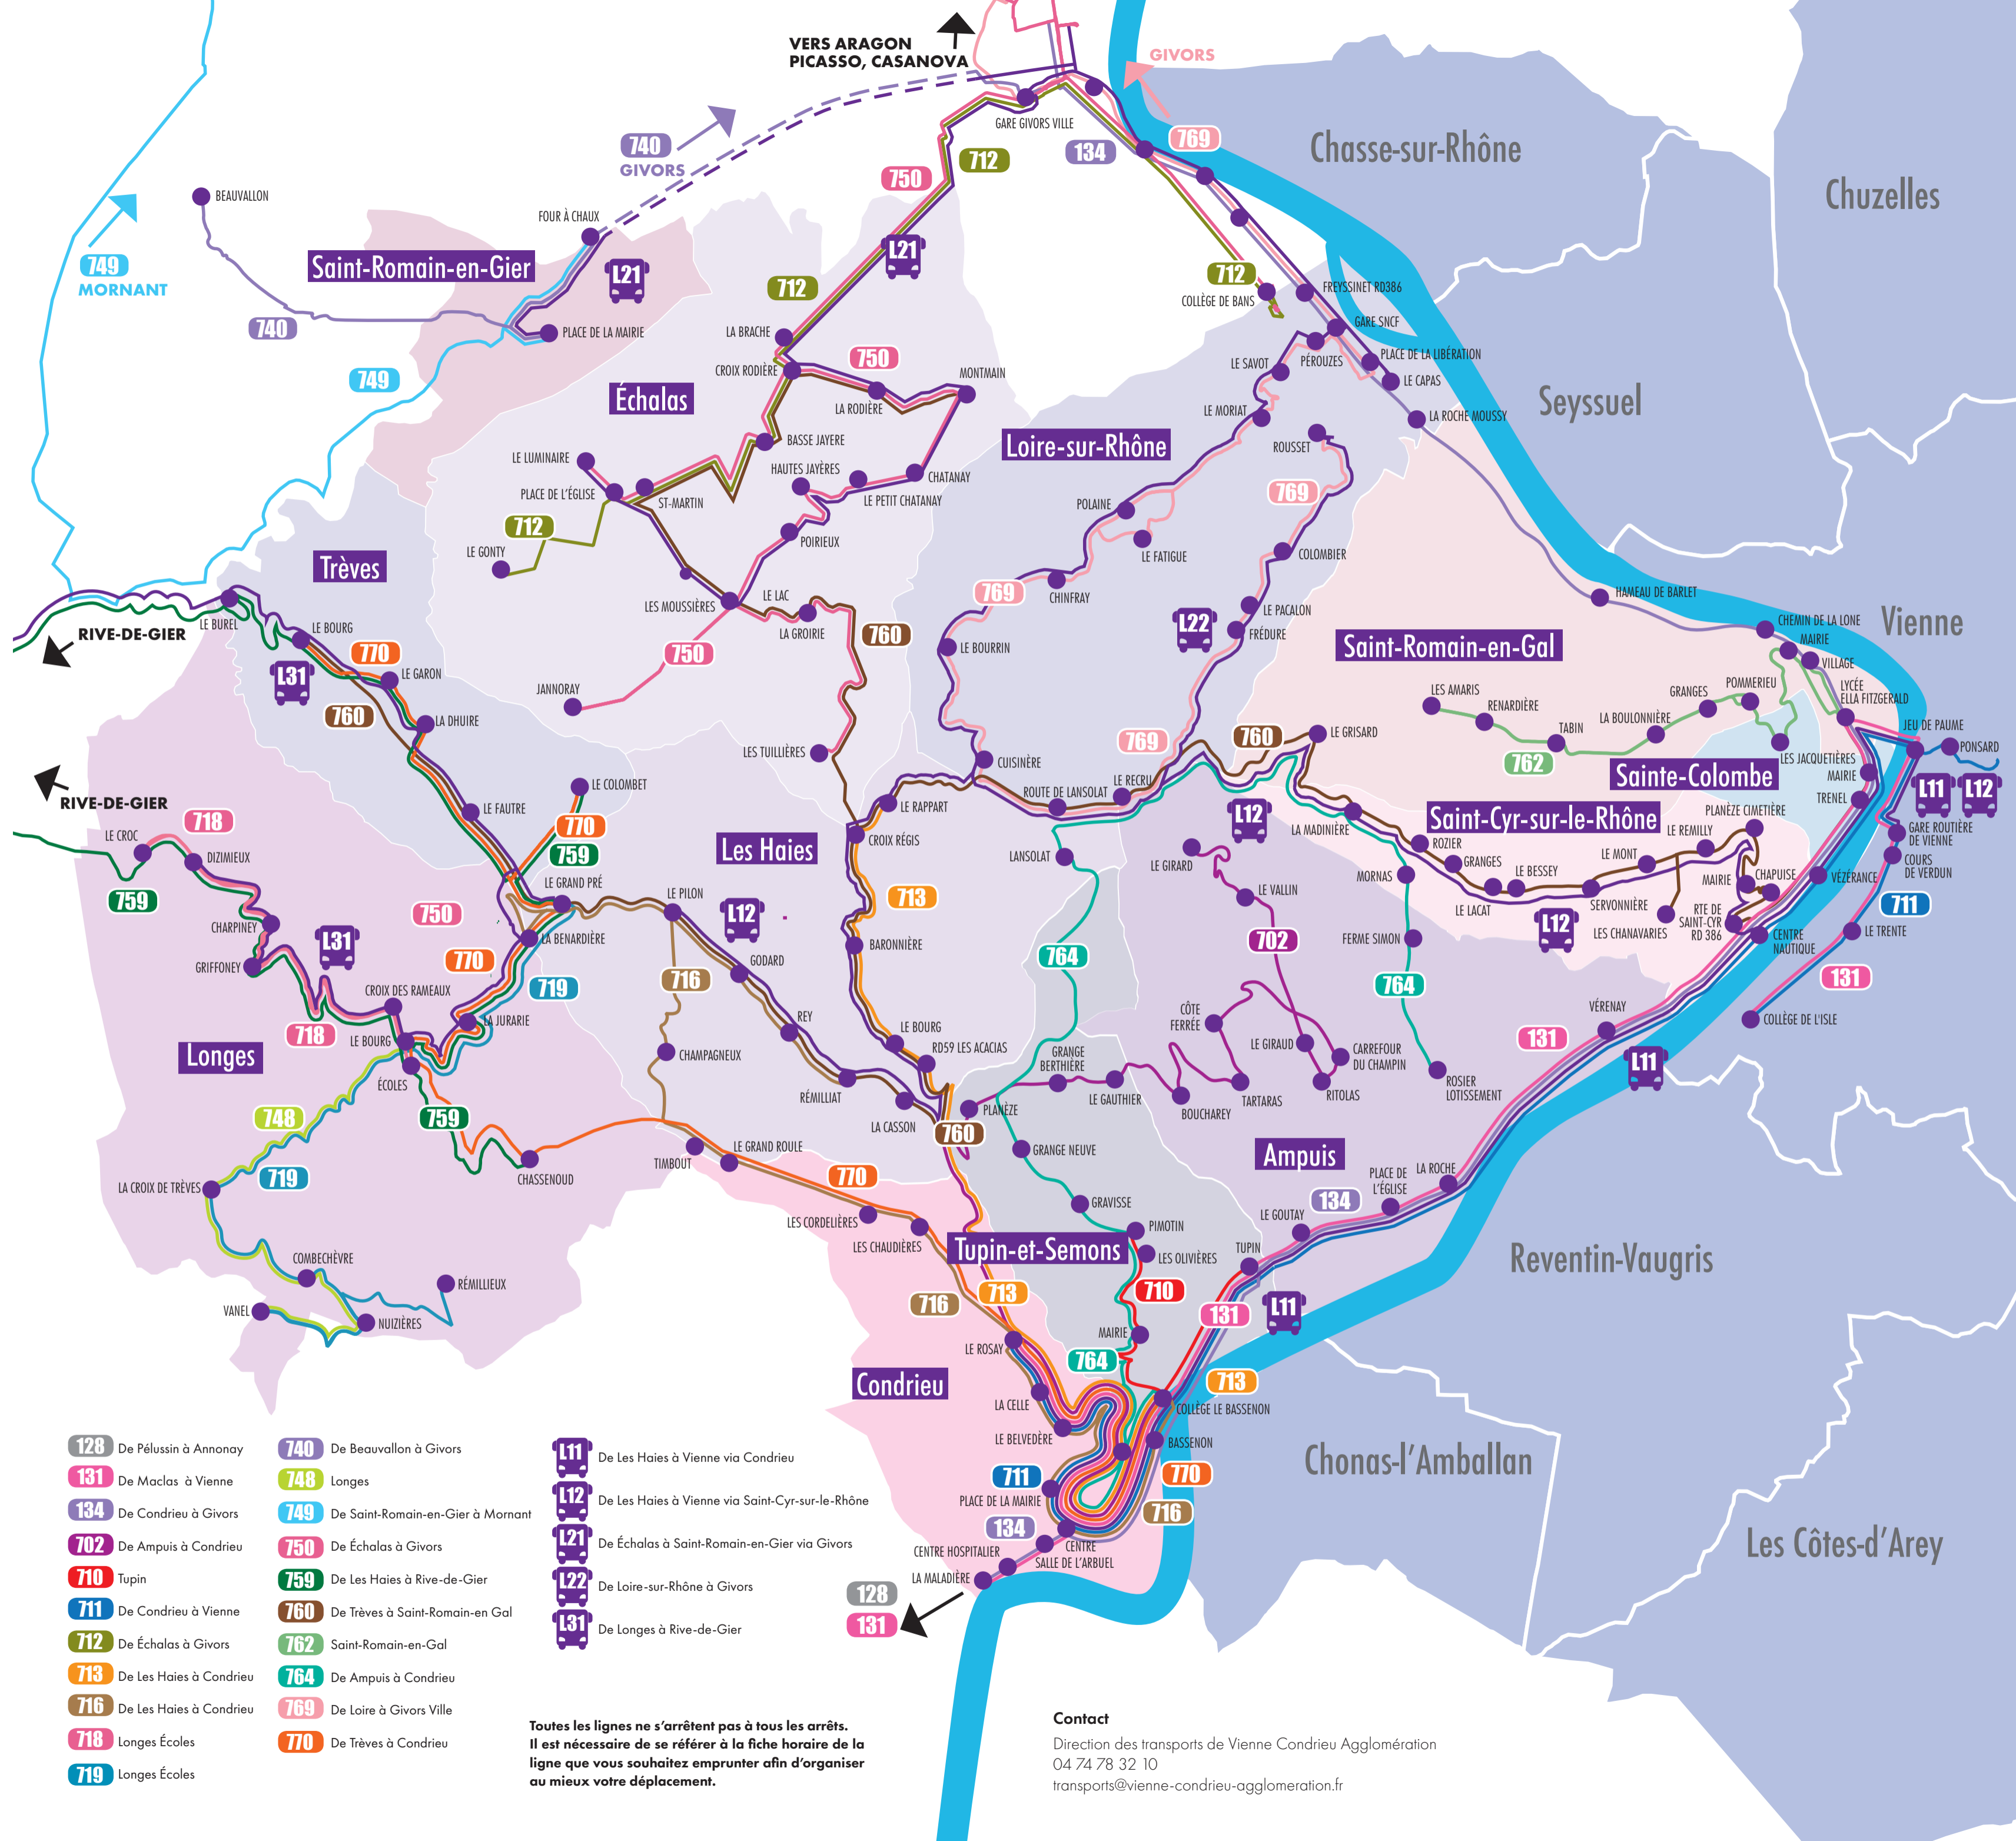 VERS ARAGON
PICASSO, CASANOVA
GIVORS
GARE GIVORS VILLE
769
134
712
750
740
GIVORS
Chasse-sur-Rhône
Chuzelles
BEAUVALLON
FOUR À CHAUX
749
MORNANT
Saint-Romain-en-Gier
L21
L21
712
712
COLLÈGE DE BANS
FREYSSINET RD386
GARE SNCF
740
PLACE DE LA MAIRIE
LA BRACHE
PÉROUZES
PLACE DE LA LIBÉRATION
749
CROIX RODIÈRE
750
LE SAVOT
LE CAPAS
Échalas
LA RODIÈRE
MONTMAIN
LE MORIAT
LA ROCHE MOUSSY
Seyssuel
BASSE JAYERE
Loire-sur-Rhône
ROUSSET
LE LUMINAIRE
HAUTES JAYÈRES
CHATANAY
PLACE DE L'ÉGLISE
ST-MARTIN
LE PETIT CHATANAY
POLAINE
769
712
POIRIEUX
LE GONTY
LE FATIGUE
COLOMBIER
Trèves
LES MOUSSIÈRES
LE LAC
LA GROIRIE
769
CHINFRAY
HAMEAU DE BARLET
LE BUREL
RIVE-DE-GIER
LE BOURG
760
L22
LE PACALON
FRÉDURE
CHEMIN DE LA LONE
Vienne
770
750
LE BOURRIN
Saint-Romain-en-Gal
MAIRIE
VILLAGE
L31
LE GARON
JANNORAY
LES AMARIS
RENARDIÈRE
GRANGES
POMMERIEU
LYCÉE
ELLA FITZGERALD
760
LA DHUIRE
TABIN
LA BOULONNIÈRE
JEU DE PAUME
PONSARD
LES TUILLIÈRES
769
760
LE GRISARD
762
LES JACQUETIÈRES
Sainte-Colombe
MAIRIE
L11
L12
RIVE-DE-GIER
LE COLOMBET
CUISINÈRE
ROUTE DE LANSOLAT
LE RECRU
TRENEL
LE FAUTRE
LE RAPPART
L12
LA MADINIÈRE
Saint-Cyr-sur-le-Rhône
PLANÈZE CIMETIÈRE
GARE ROUTIÈRE
DE VIENNE
718
770
759
Les Haies
CROIX RÉGIS
LANSOLAT
LE GIRARD
ROZIER
GRANGES
LE REMILLY
COURS
DE VERDUN
LE CROC
DIZIMIEUX
LE BESSEY
LE MONT
MAIRIE
CHAPUISE
VÉZÉRANCE
759
LE GRAND PRÉ
LE PILON
713
LE VALLIN
MORNAS
LE LACAT
SERVONNIÈRE
711
750
L12
L12
LES CHANAVARIES
RTE DE
SAINT-CYR
RD 386
CENTRE
NAUTIQUE
LE TRENTE
CHARPINEY
L31
LA BENARDIÈRE
BARONNIÈRE
702
FERME SIMON
GRIFFONEY
770
719
GODARD
716
764
764
131
CROIX DES RAMEAUX
CÔTE
FERRÉE
VÉRENAY
COLLÈGE DE L'ISLE
718
LE BOURG
LA JURARIE
REY
LE BOURG
RD59 LES ACACIAS
LE GIRAUD
CARREFOUR
DU CHAMPIN
131
Longes
CHAMPAGNEUX
GRANGE
BERTHIÈRE
L11
ÉCOLES
RÉMILLIAT
LE GAUTHIER
BOUCHAREY
TARTARAS
RITOLAS
ROSIER
LOTISSEMENT
748
759
LA CASSON
PLANÈZE
760
Ampuis
TIMBOUT
LE GRAND ROULE
GRANGE NEUVE
PLACE DE
L'ÉGLISE
LA ROCHE
LA CROIX DE TRÈVES
719
CHASSENOUD
770
GRAVISSE
134
LES CORDELIÈRES
LE GOUTAY
LES CHAUDIÈRES
Tupin-et-Semons
PIMOTIN
LES OLIVIÈRES
TUPIN
Reventin-Vaugris
COMBECHÈVRE
RÉMILLIEUX
713
710
VANEL
NUIZIÈRES
716
131
L11
LE ROSAY
MAIRIE
764
Condrieu
713
LA CELLE
COLLÈGE LE BASSENON
LE BELVEDÈRE
BASSENON
Chonas-l'Amballan
711
770
PLACE DE LA MAIRIE
716
134
CENTRE
CENTRE HOSPITALIER
SALLE DE L'ARBUEL
Les Côtes-d'Arey
LA MALADIÈRE
128
131
128 De Pélussin à Annonay
131 De Maclas à Vienne
134 De Condrieu à Givors
702 De Ampuis à Condrieu
710 Tupin
711 De Condrieu à Vienne
712 De Échalas à Givors
713 De Les Haies à Condrieu
716 De Les Haies à Condrieu
718 Longes Écoles
719 Longes Écoles
740 De Beauvallon à Givors
748 Longes
749 De Saint-Romain-en-Gier à Mornant
750 De Échalas à Givors
759 De Les Haies à Rive-de-Gier
760 De Trèves à Saint-Romain-en Gal
762 Saint-Romain-en-Gal
764 De Ampuis à Condrieu
769 De Loire à Givors Ville
770 De Trèves à Condrieu
L11 De Les Haies à Vienne via Condrieu
L12 De Les Haies à Vienne via Saint-Cyr-sur-le-Rhône
L21 De Échalas à Saint-Romain-en-Gier via Givors
L22 De Loire-sur-Rhône à Givors
L31 De Longes à Rive-de-Gier
Toutes les lignes ne s'arrêtent pas à tous les arrêts.
Il est nécessaire de se référer à la fiche horaire de la
ligne que vous souhaitez emprunter afin d'organiser
au mieux votre déplacement.
Contact
Direction des transports de Vienne Condrieu Agglomération
04 74 78 32 10
transports@vienne-condrieu-agglomeration.fr